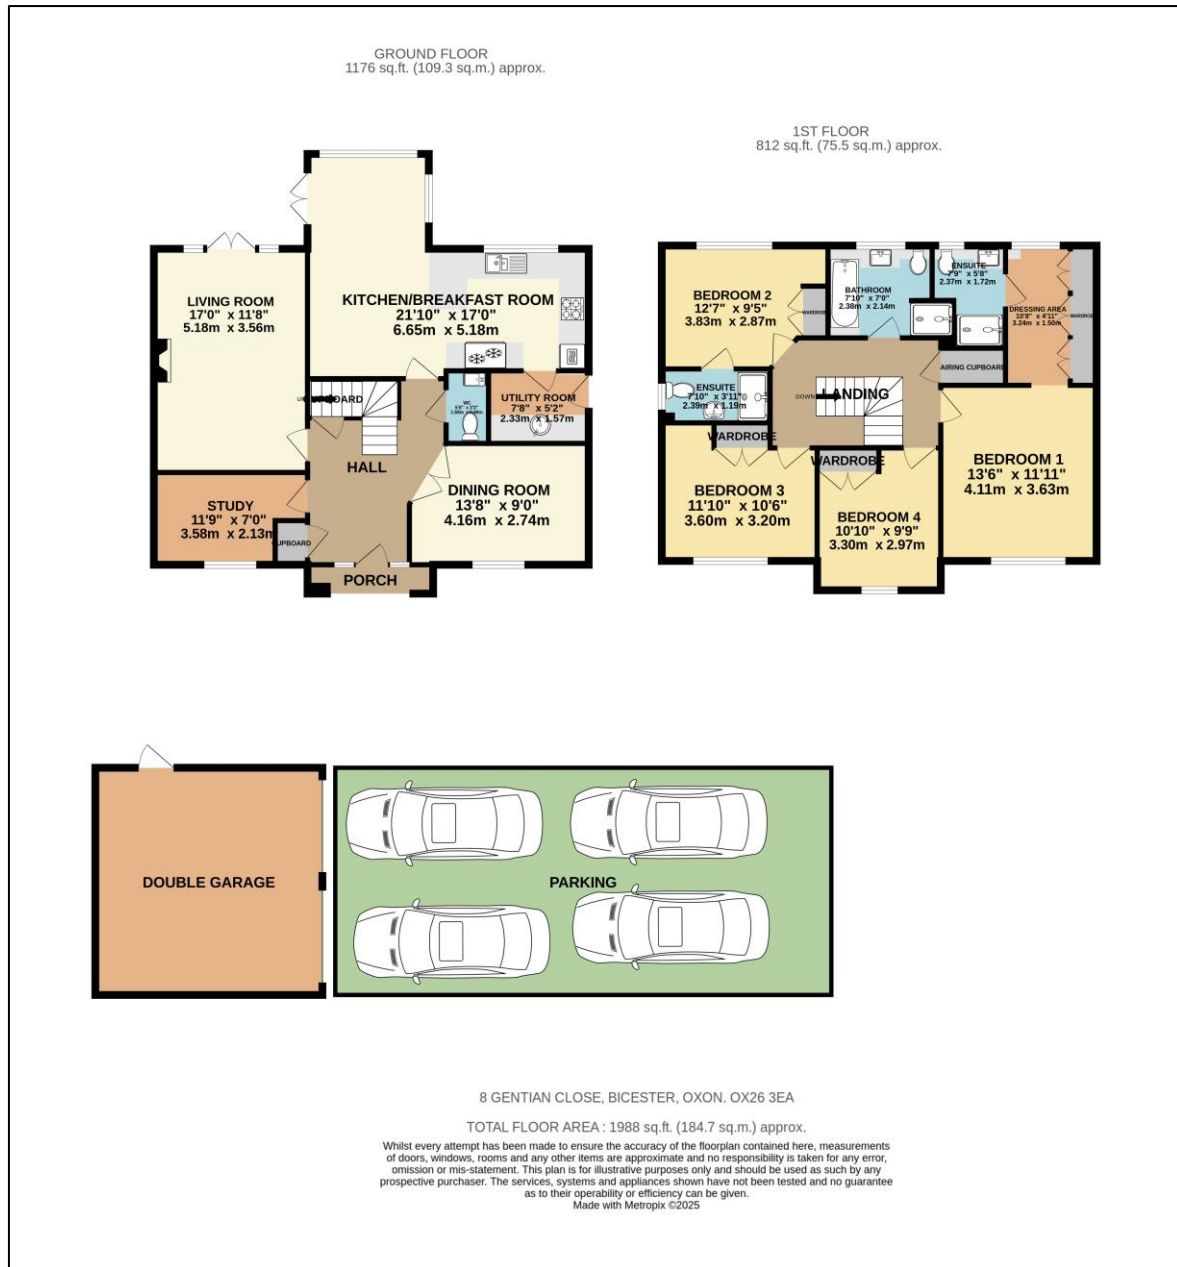 GROUND FLOOR
1176 sq.ft. (109.3 sq.m.) approx.
1ST FLOOR
812 sq.ft. (75.5 sq.m.) approx.
LIVING ROOM
17'0" x 11'8"
5.18m x 3.56m
KITCHEN/BREAKFAST ROOM
21'10" x 17'0"
6.65m x 5.18m
WC
UTILITY ROOM
7'8" x 5'2"
2.33m x 1.57m
HALL
STUDY
11'9" x 7'0"
3.58m x 2.13m
CUPBOARD
DINING ROOM
13'8" x 9'0"
4.16m x 2.74m
PORCH
BEDROOM 2
12'7" x 9'5"
3.83m x 2.87m
WARDROBE
BATHROOM
7'10" x 7'0"
2.38m x 2.14m
ENSUITE
7'9" x 5'8"
2.37m x 1.72m
DRESSING AREA
10'8" x 4'11"
3.24m x 1.50m
WARDROBE
AIRING CUPBOARD
ENSUITE
7'10" x 3'11"
2.39m x 1.19m
DOWN
LANDING
WARDROBE
WARDROBE
BEDROOM 3
11'10" x 10'6"
3.60m x 3.20m
BEDROOM 4
10'10" x 9'9"
3.30m x 2.97m
BEDROOM 1
13'6" x 11'11"
4.11m x 3.63m
DOUBLE GARAGE
PARKING
8 GENTIAN CLOSE, BICESTER, OXON. OX26 3EA
TOTAL FLOOR AREA : 1988 sq.ft. (184.7 sq.m.) approx.
Whilst every attempt has been made to ensure the accuracy of the floorplan contained here, measurements
of doors, windows, rooms and any other items are approximate and no responsibility is taken for any error,
omission or mis-statement. This plan is for illustrative purposes only and should be used as such by any
prospective purchaser. The services, systems and appliances shown have not been tested and no guarantee
as to their operability or efficiency can be given.
Made with Metropix ©2025